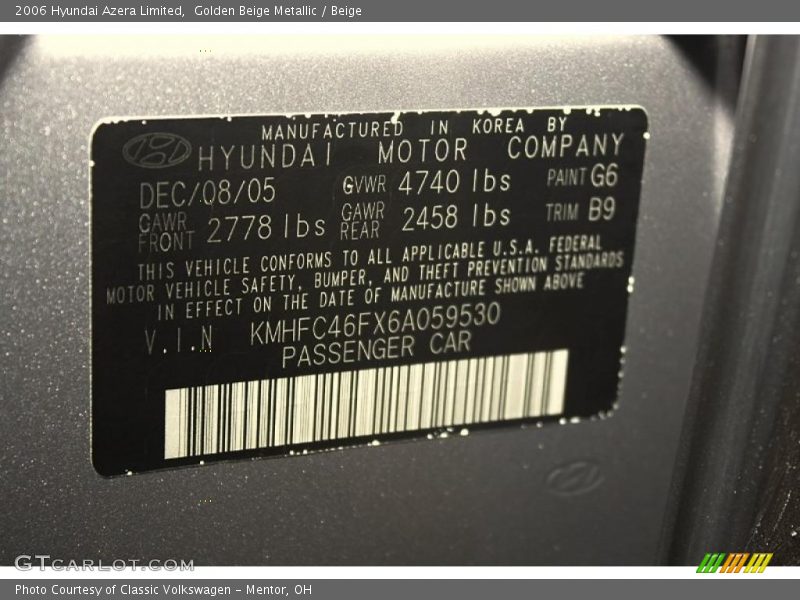 2006 Hyundai Azera Limited,  Golden Beige Metallic / Beige
MANUFACTURED IN KOREA BY
HYUNDAI MOTOR COMPANY
DEC/08/05 GVWR 4740 lbs PAINT G6
GAWR FRONT 2778 lbs GAWR REAR 2458 lbs TRIM B9
THIS VEHICLE CONFORMS TO ALL APPLICABLE U.S.A. FEDERAL
MOTOR VEHICLE SAFETY, BUMPER, AND THEFT PREVENTION STANDARDS
IN EFFECT ON THE DATE OF MANUFACTURE SHOWN ABOVE
V.I.N KMHFC46FX6A059530
PASSENGER CAR
GTCARLOT.COM
Photo Courtesy of Classic Volkswagen - Mentor, OH